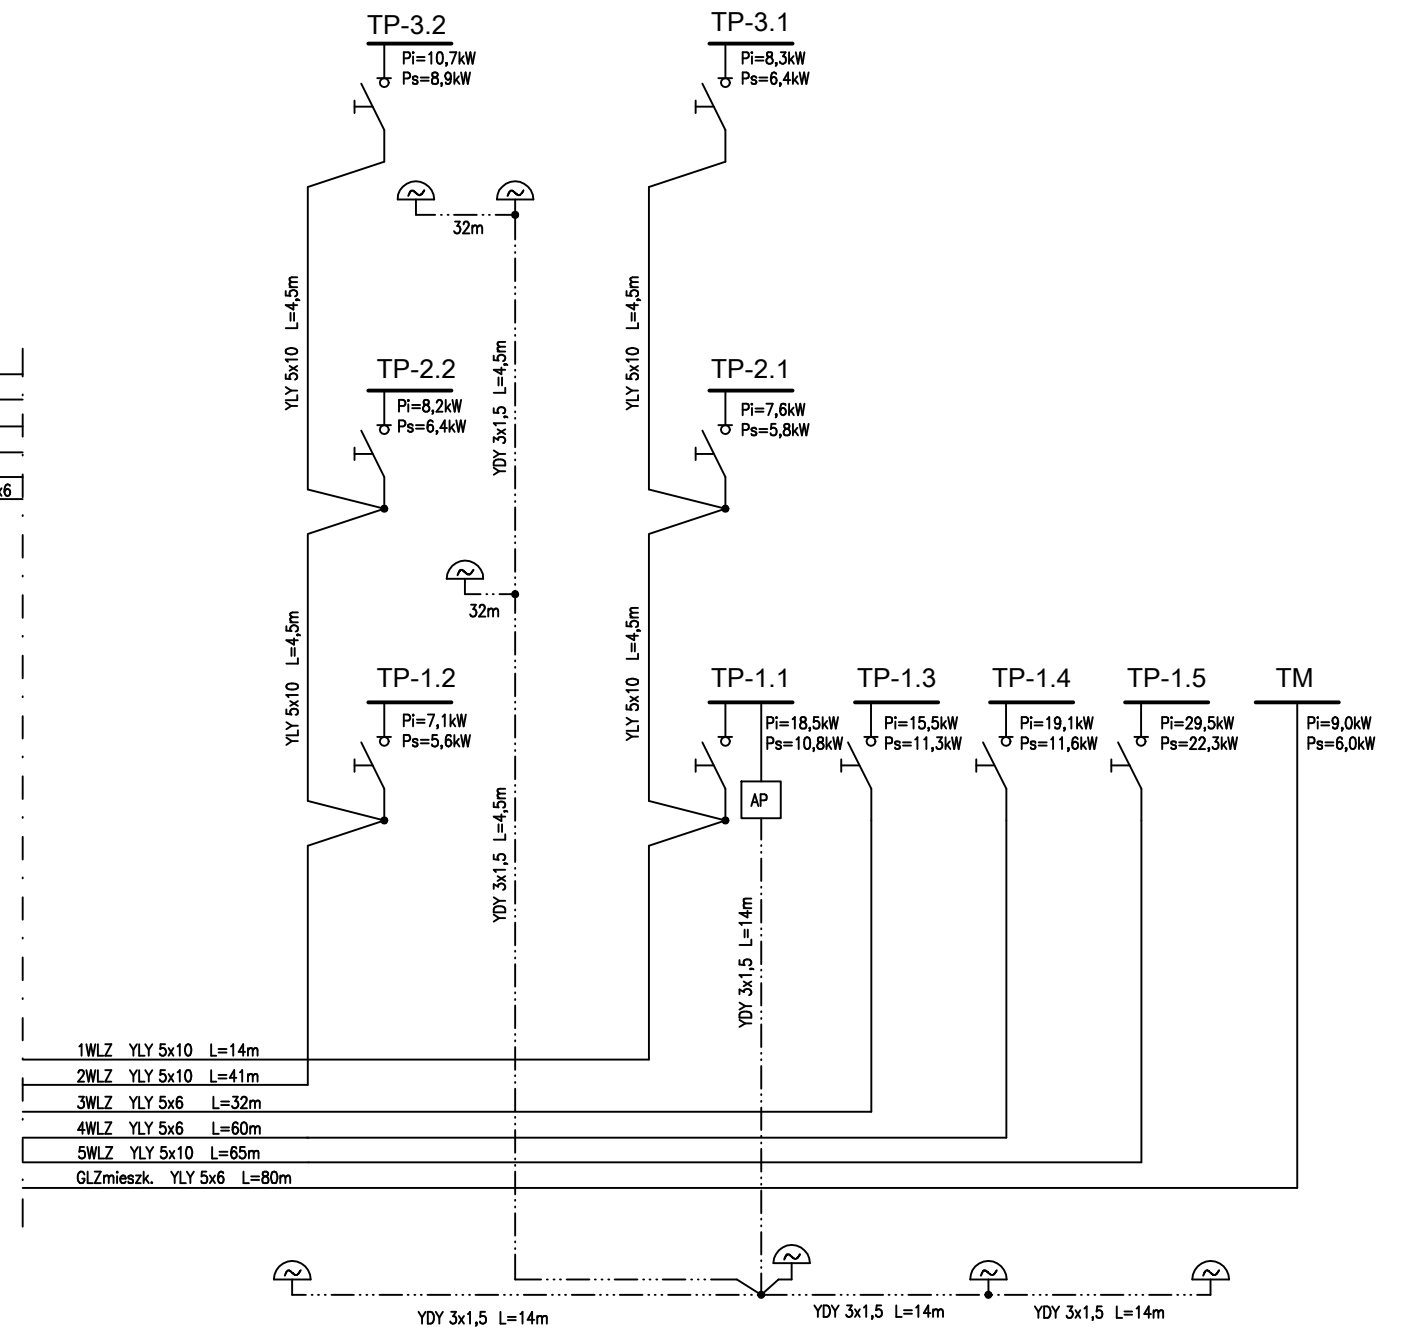 TP-3.2
Pi=10,7kW
Ps=8,9kW
TP-3.1
Pi=8,3kW
Ps=6,4kW
32m
YLY 5x10 L=4,5m
YDY 3x1,5 L=4,5m
YLY 5x10 L=4,5m
TP-2.2
Pi=8,2kW
Ps=6,4kW
TP-2.1
Pi=7,6kW
Ps=5,8kW
x6
32m
YLY 5x10 L=4,5m
YLY 5x10 L=4,5m
TP-1.2
Pi=7,1kW
Ps=5,6kW
TP-1.1
Pi=18,5kW
Ps=10,8kW
TP-1.3
Pi=15,5kW
Ps=11,3kW
TP-1.4
Pi=19,1kW
Ps=11,6kW
TP-1.5
Pi=29,5kW
Ps=22,3kW
TM
Pi=9,0kW
Ps=6,0kW
AP
YDY 3x1,5 L=4,5m
YDY 3x1,5 L=14m
1WLZ YLY 5x10 L=14m
2WLZ YLY 5x10 L=41m
3WLZ YLY 5x6 L=32m
4WLZ YLY 5x6 L=60m
5WLZ YLY 5x10 L=65m
GLZmieszk. YLY 5x6 L=80m
YDY 3x1,5 L=14m
YDY 3x1,5 L=14m
YDY 3x1,5 L=14m